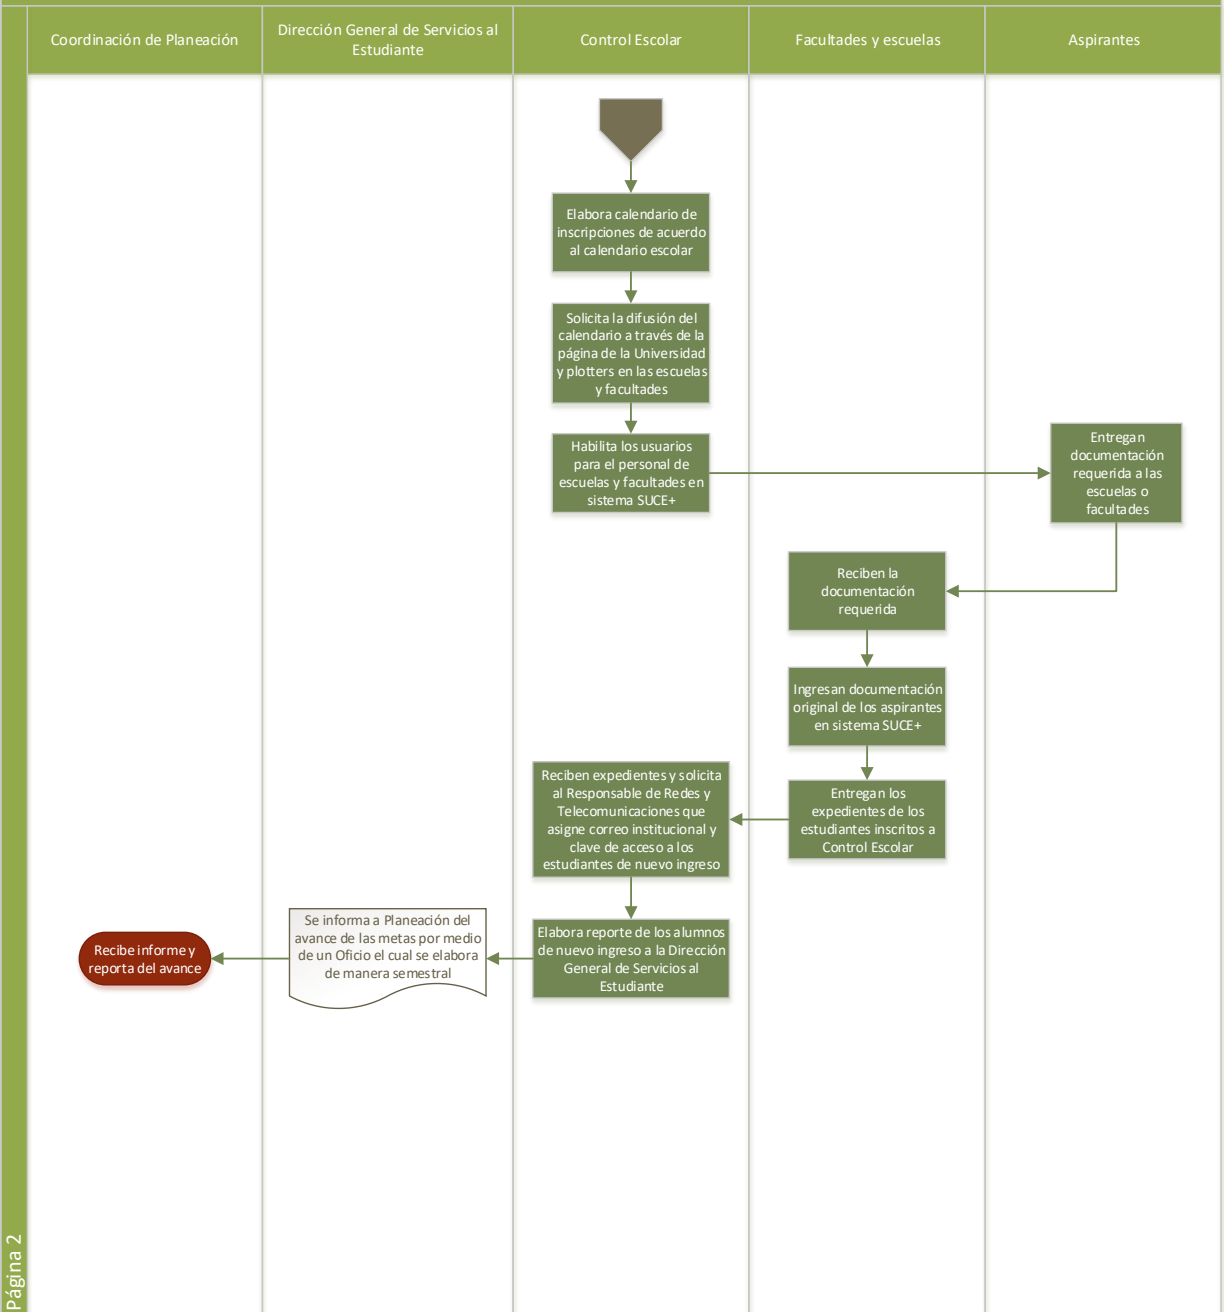 Coordinación de Planeación
Dirección General de Servicios al
Estudiante
Control Escolar
Facultades y escuelas
Aspirantes
Elabora calendario de
inscripciones de acuerdo
al calendario escolar
Solicita la difusión del
calendario a través de la
página de la Universidad
y plotters en las escuelas
y facultades
Habilita los usuarios
para el personal de
escuelas y facultades en
sistema SUCE+
Entregan
documentación
requerida a las
escuelas o
facultades
Reciben la
documentación
requerida
Ingresan documentación
original de los aspirantes
en sistema SUCE+
Entregan los
expedientes de los
estudiantes inscritos a
Control Escolar
Reciben expedientes y solicita
al Responsable de Redes y
Telecomunicaciones que
asigne correo institucional y
clave de acceso a los
estudiantes de nuevo ingreso
Elabora reporte de los alumnos
de nuevo ingreso a la Dirección
General de Servicios al
Estudiante
Se informa a Planeación del
avance de las metas por medio
de un Oficio el cual se elabora
de manera semestral
Recibe informe y
reporta del avance
Página 2